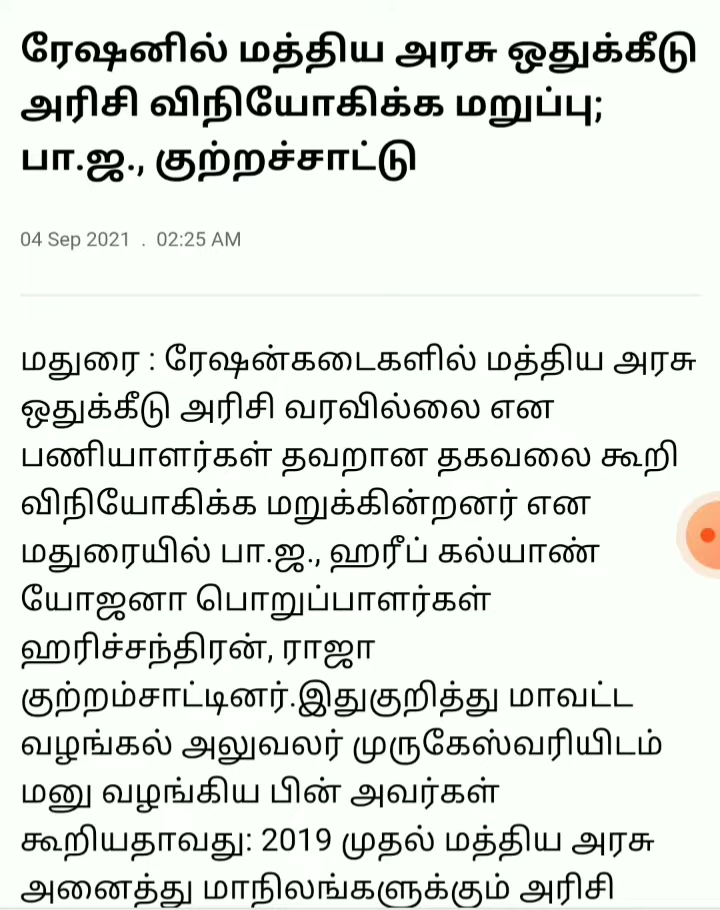 ரேஷனில் மத்திய அரசு ஒதுக்கீடு
அரிசி விநியோகிக்க மறுப்பு;
பா.ஜ., குற்றச்சாட்டு
04 Sep 2021 . 02:25 AM
மதுரை : ரேஷன்கடைகளில் மத்திய அரசு
ஒதுக்கீடு அரிசி வரவில்லை என
பணியாளர்கள் தவறான தகவலை கூறி
விநியோகிக்க மறுக்கின்றனர் என
மதுரையில் பா.ஜ., ஹரீப் கல்யாண்
யோஜனா பொறுப்பாளர்கள்
ஹரிச்சந்திரன், ராஜா
குற்றம்சாட்டினர்.இதுகுறித்து மாவட்ட
வழங்கல் அலுவலர் முருகேஸ்வரியிடம்
மனு வழங்கிய பின் அவர்கள்
கூறியதாவது: 2019 முதல் மத்திய அரசு
அனைத்து மாநிலங்களுக்கும் அரிசி